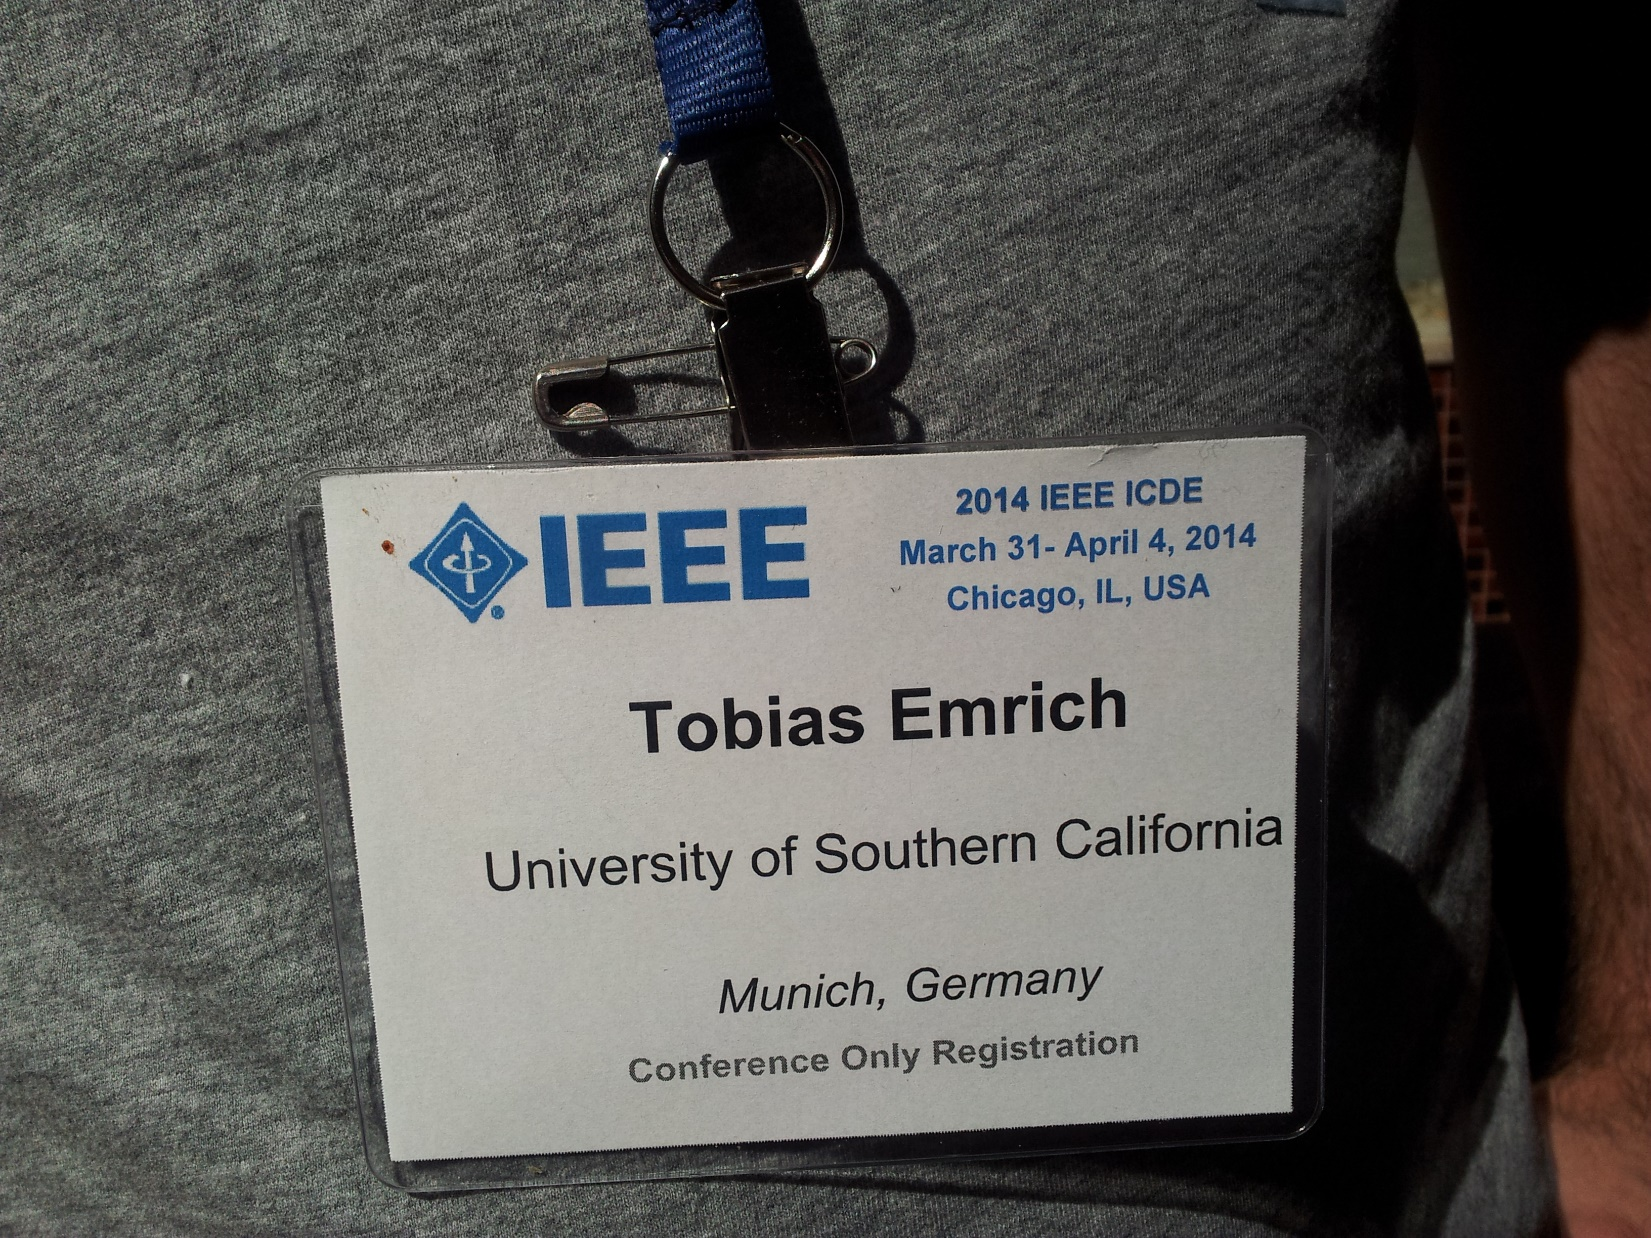 IEEE
2014 IEEE ICDE
March 31- April 4, 2014
Chicago, IL, USA
Tobias Emrich
University of Southern California
Munich, Germany
Conference Only Registration